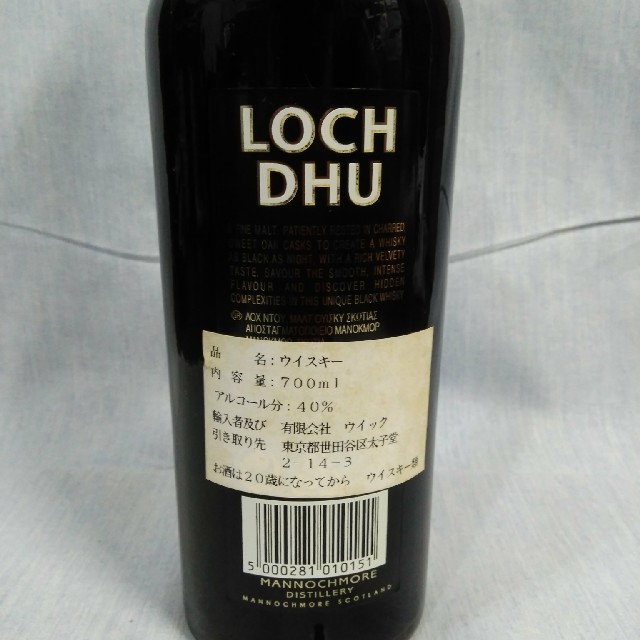 LOCH
DHU
FINE MALT, PATIENTLY RESTED IN CHARRED
SWEET OAK CASKS TO CREATE A WHISKY
AS BLACK AS NIGHT. WITH A RICH VELVETY
TASTE. SAVOUR THE SMOOTH, INTENSE
FLAVOUR AND DISCOVER HIDDEN
COMPLEXITIES IN THIS UNIQUE BLACK WHISKY
GR ΛΟΧ ΝΤΟΥ ΜΑΛΤ ΟΥΙΣΚΥ ΣΚΩΤΙΑΣ
ΑΠΟΣΤΑΓΜΑΤΟΠΟΙΕΙΟ ΜΑΝΟΚΜΟΡ
品 名:ウイスキー
内容量:700ml
アルコール分:40%
輸入者及び 有限会社 ウイック
引き取り先 東京都世田谷区太子堂
2 14-3
お酒は20歳になってから ウイスキー
5 000281 010151
MANNOCHMORE
DISTILLERY
MANNOCHMORE SCOTLAND